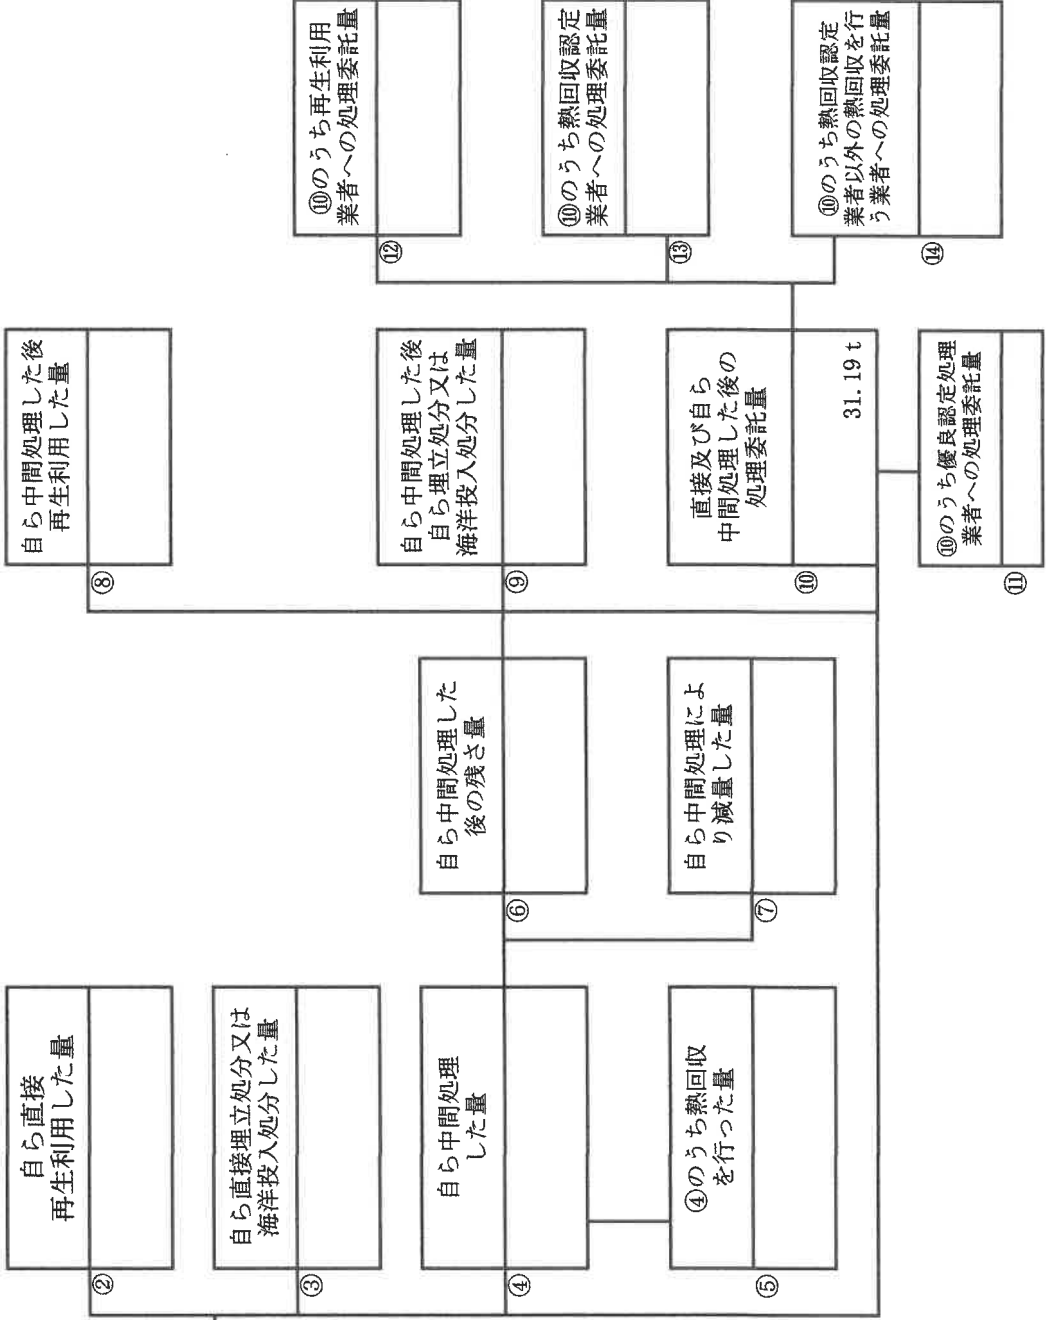 ②
自ら直接
再生利用した量
③
自ら直接埋立処分又は
海洋投入処分した量
④
自ら中間処理
した量
⑤
④のうち熱回収
を行った量
⑥
自ら中間処理した
後の残さ量
⑦
自ら中間処理によ
り減量した量
⑧
自ら中間処理した後
再生利用した量
⑨
自ら中間処理した後
自ら埋立処分又は
海洋投入処分した量
⑩
直接及び自ら
中間処理した後の
処理委託量
31.19t
⑪
⑩のうち優良認定処理
業者への処理委託量
⑫
⑩のうち再生利用
業者への処理委託量
⑬
⑩のうち熱回収認定
業者への処理委託量
⑭
⑩のうち熱回収認定
業者以外の熱回収を行
う業者への処理委託量